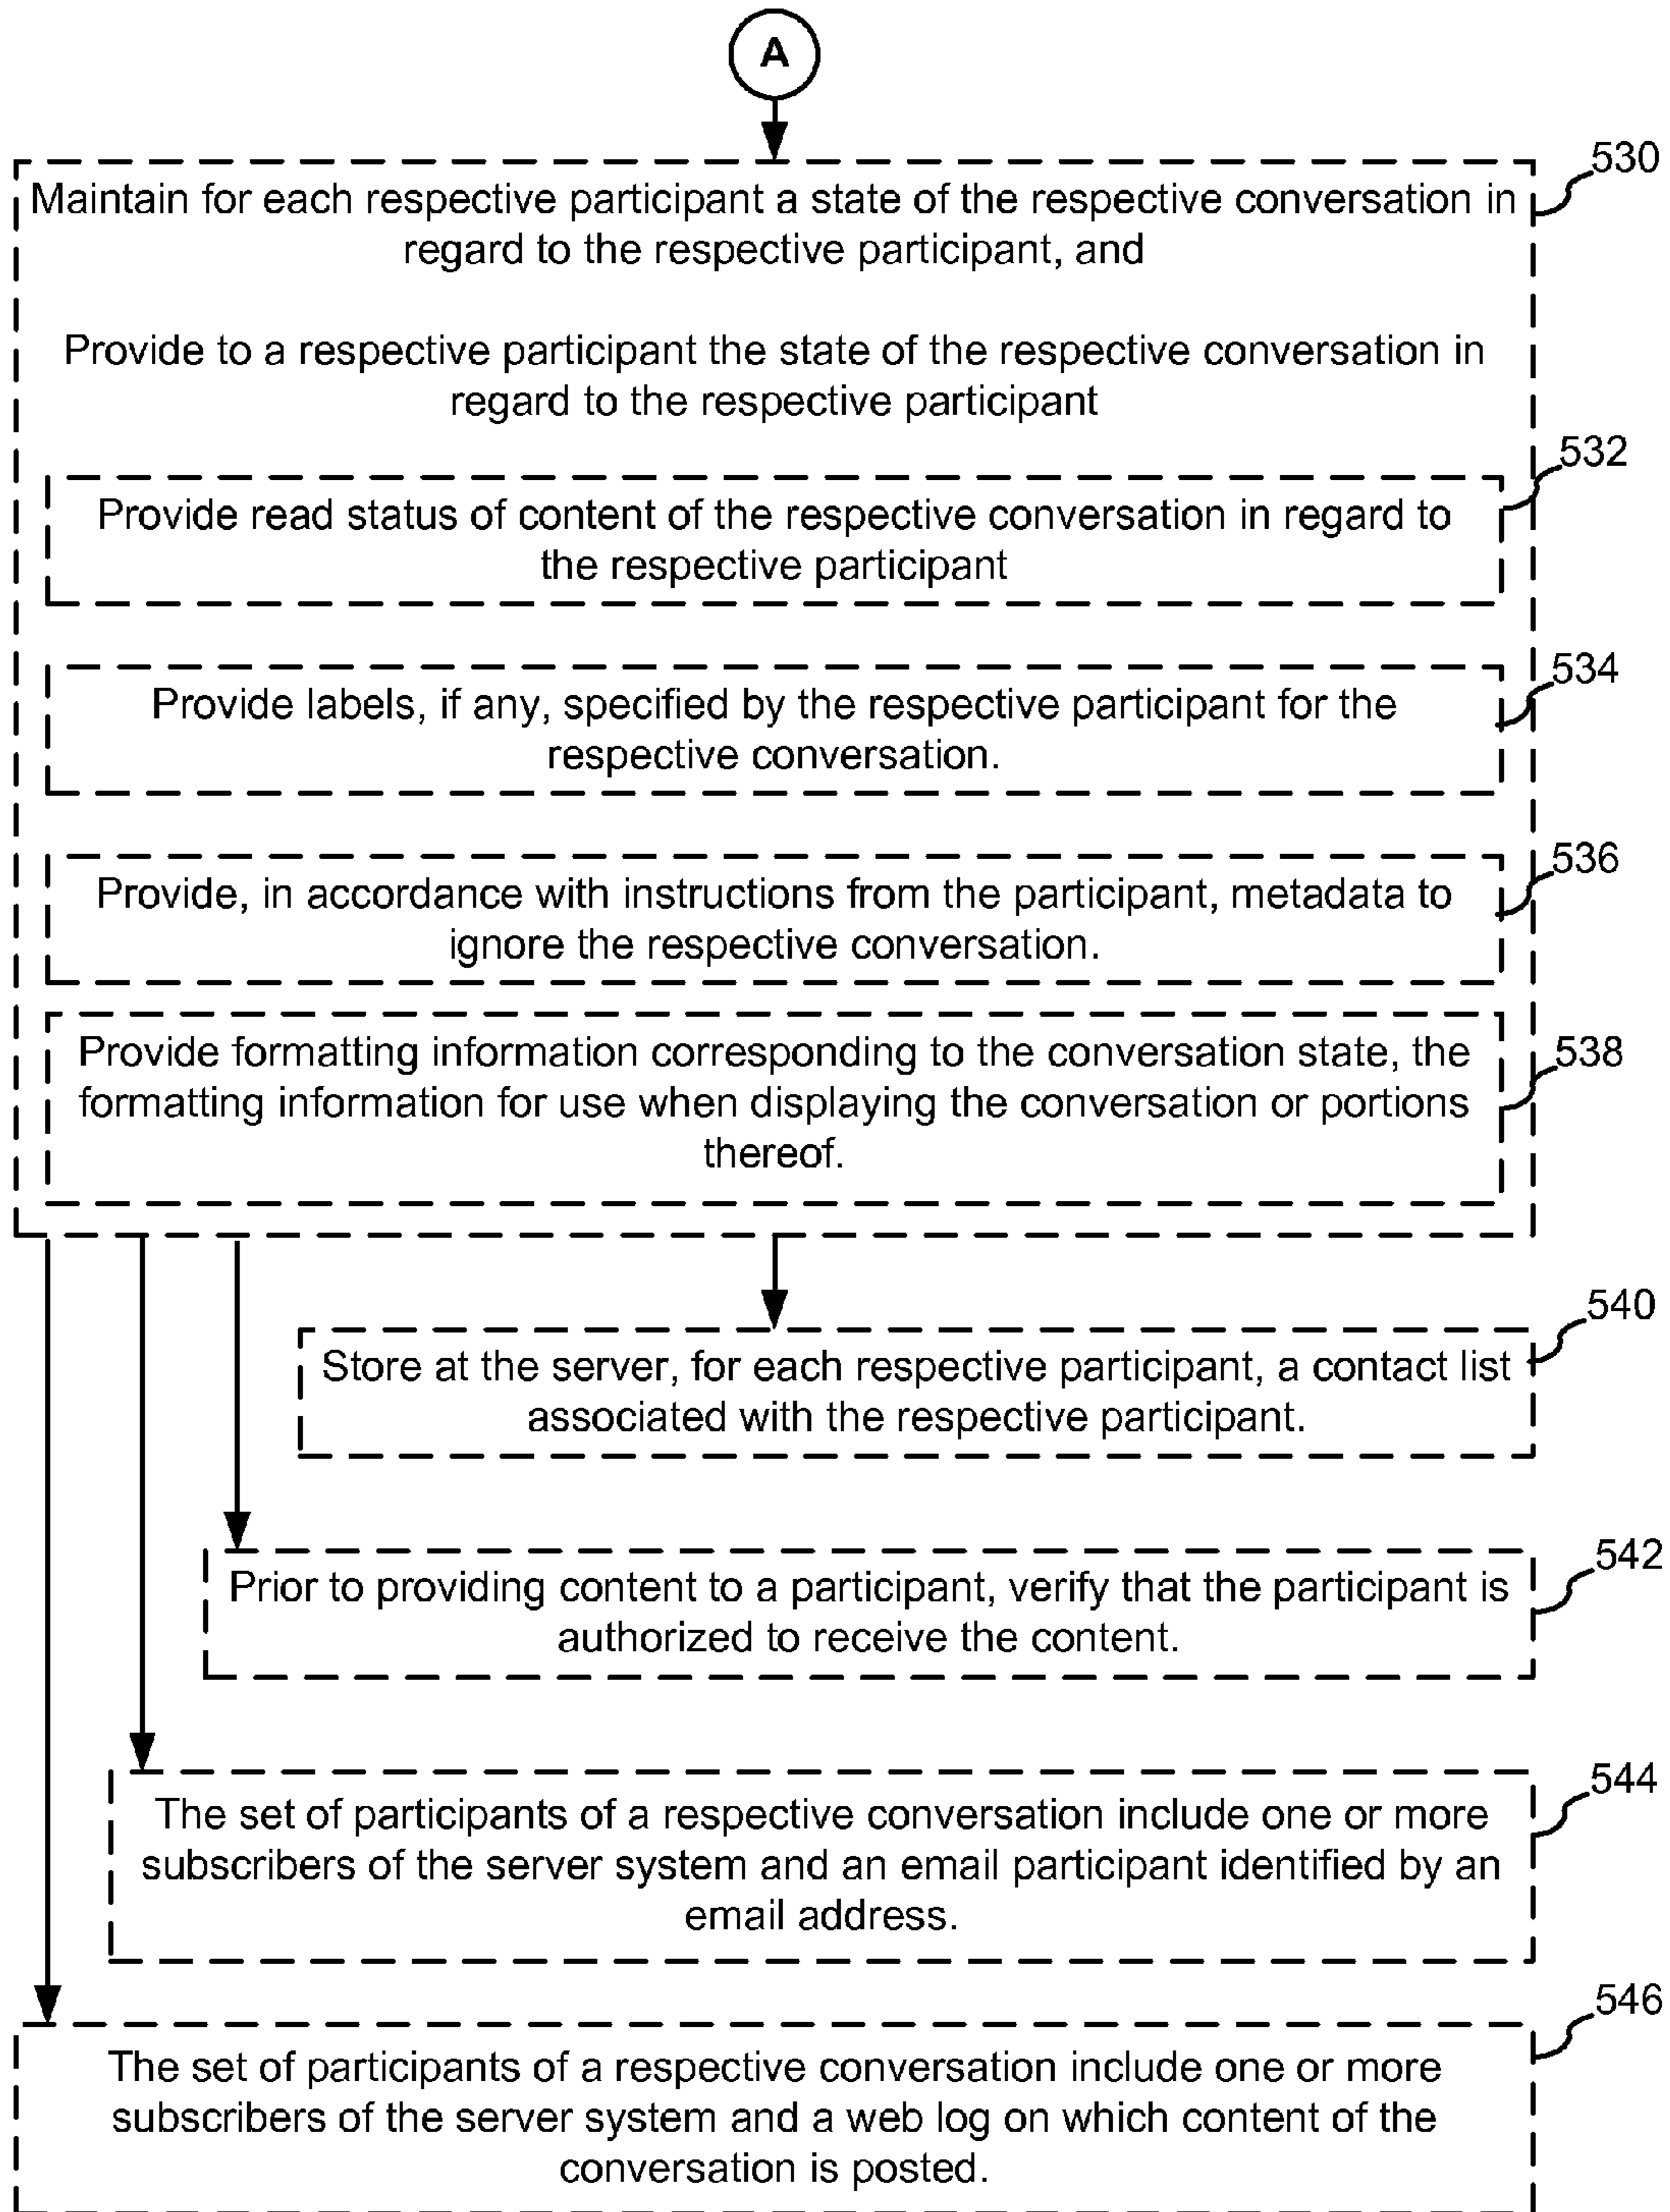 A
530
Maintain for each respective participant a state of the respective conversation in
regard to the respective participant, and
Provide to a respective participant the state of the respective conversation in
regard to the respective participant
532
Provide read status of content of the respective conversation in regard to
the respective participant
534
Provide labels, if any, specified by the respective participant for the
respective conversation.
536
Provide, in accordance with instructions from the participant, metadata to
ignore the respective conversation.
538
Provide formatting information corresponding to the conversation state, the
formatting information for use when displaying the conversation or portions
thereof.
540
Store at the server, for each respective participant, a contact list
associated with the respective participant.
542
Prior to providing content to a participant, verify that the participant is
authorized to receive the content.
544
The set of participants of a respective conversation include one or more
subscribers of the server system and an email participant identified by an
email address.
546
The set of participants of a respective conversation include one or more
subscribers of the server system and a web log on which content of the
conversation is posted.